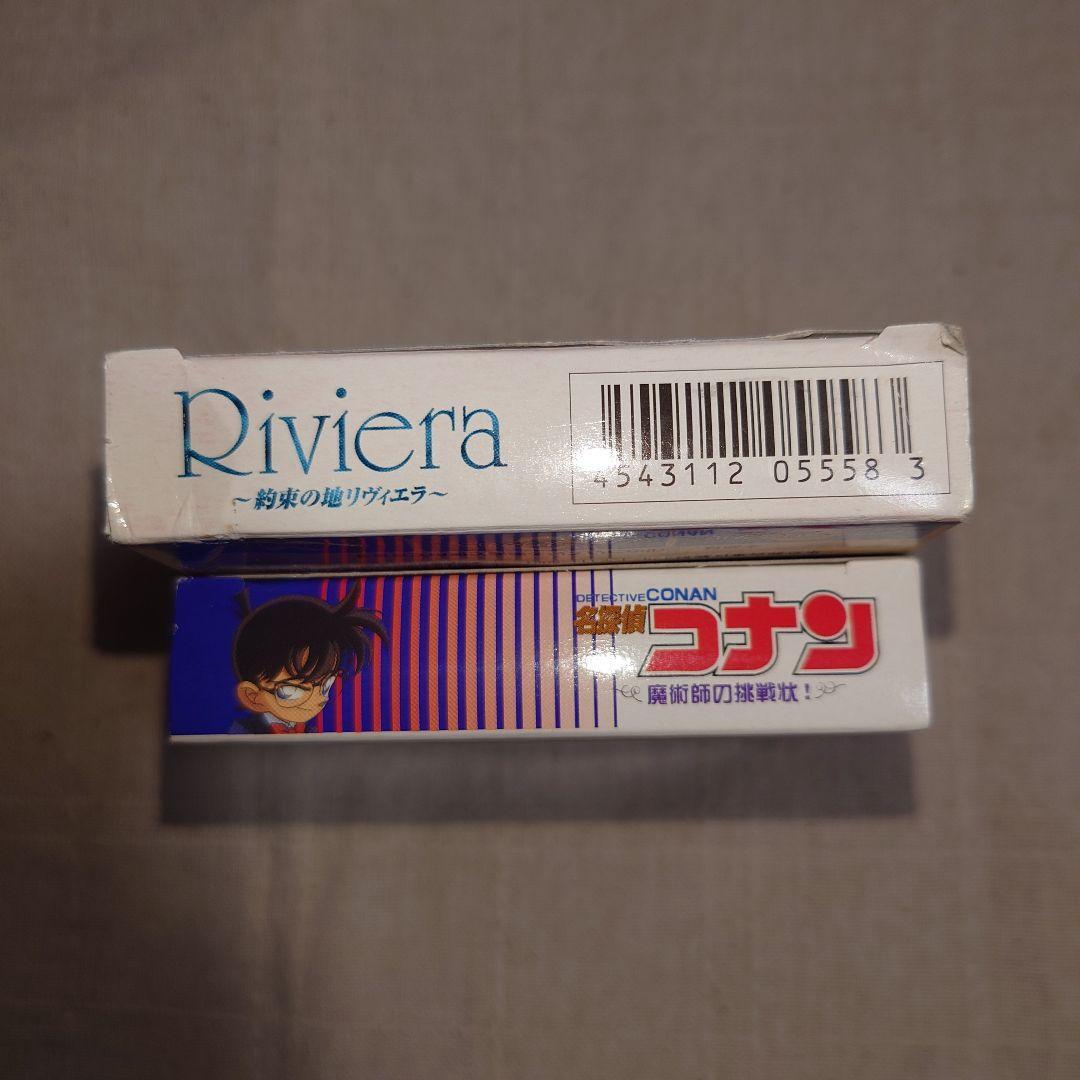 Riviera
～約束の地リヴィエラ～
4543112 05558 3
DETECTIVE CONAN
名探偵
コナン
魔術師の挑戦状!